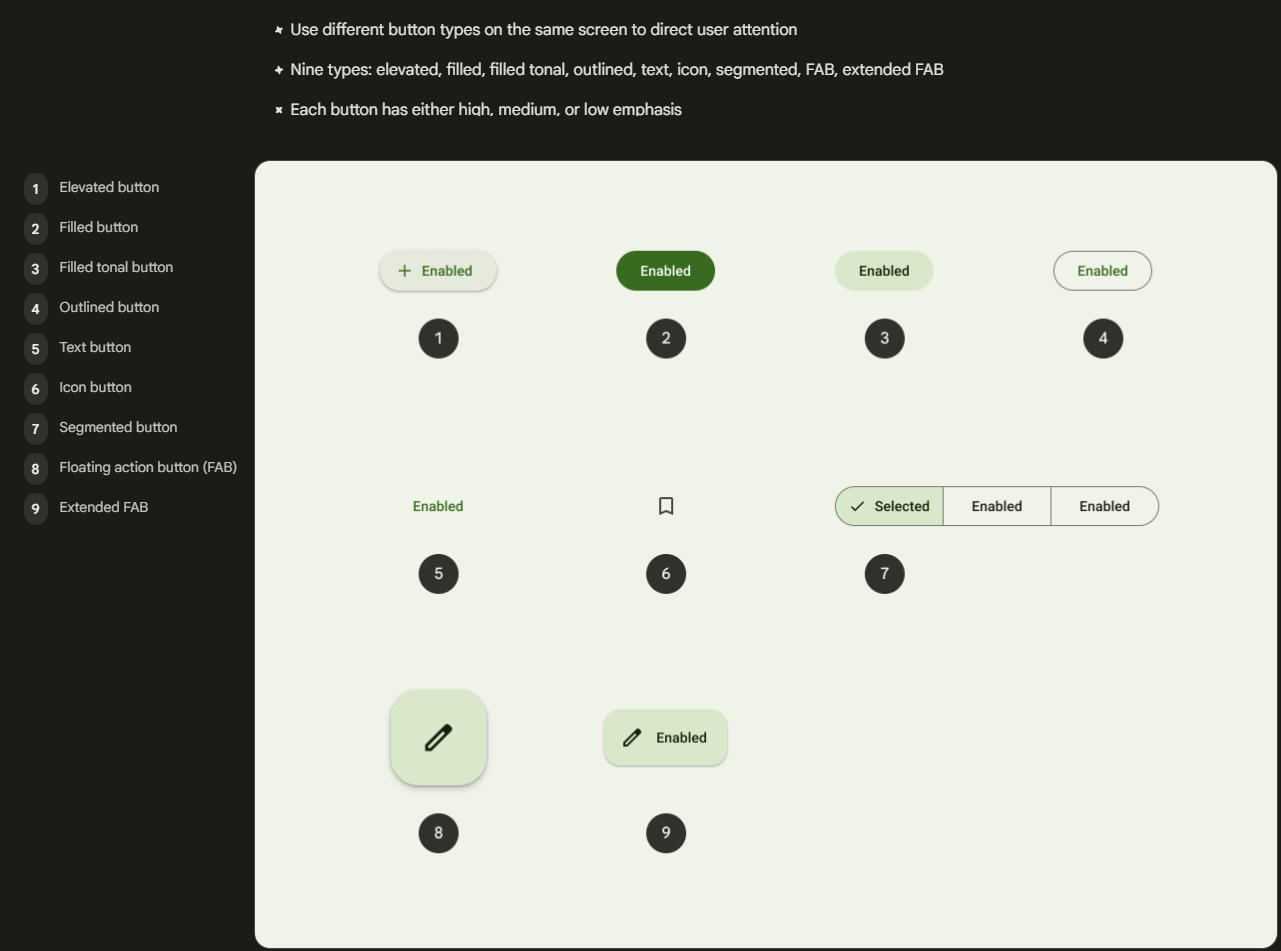 Use different button types on the same screen to direct user attention
Nine types: elevated, filled, filled tonal, outlined, text, icon, segmented, FAB, extended FAB
Each button has either high, medium, or low emphasis
1 Elevated button
2 Filled button
3 Filled tonal button
4 Outlined button
5 Text button
6 Icon button
7 Segmented button
8 Floating action button (FAB)
9 Extended FAB
+ Enabled
Enabled
Enabled
Enabled
1
2
3
4
Enabled
Selected
Enabled
Enabled
5
6
7
Enabled
8
9